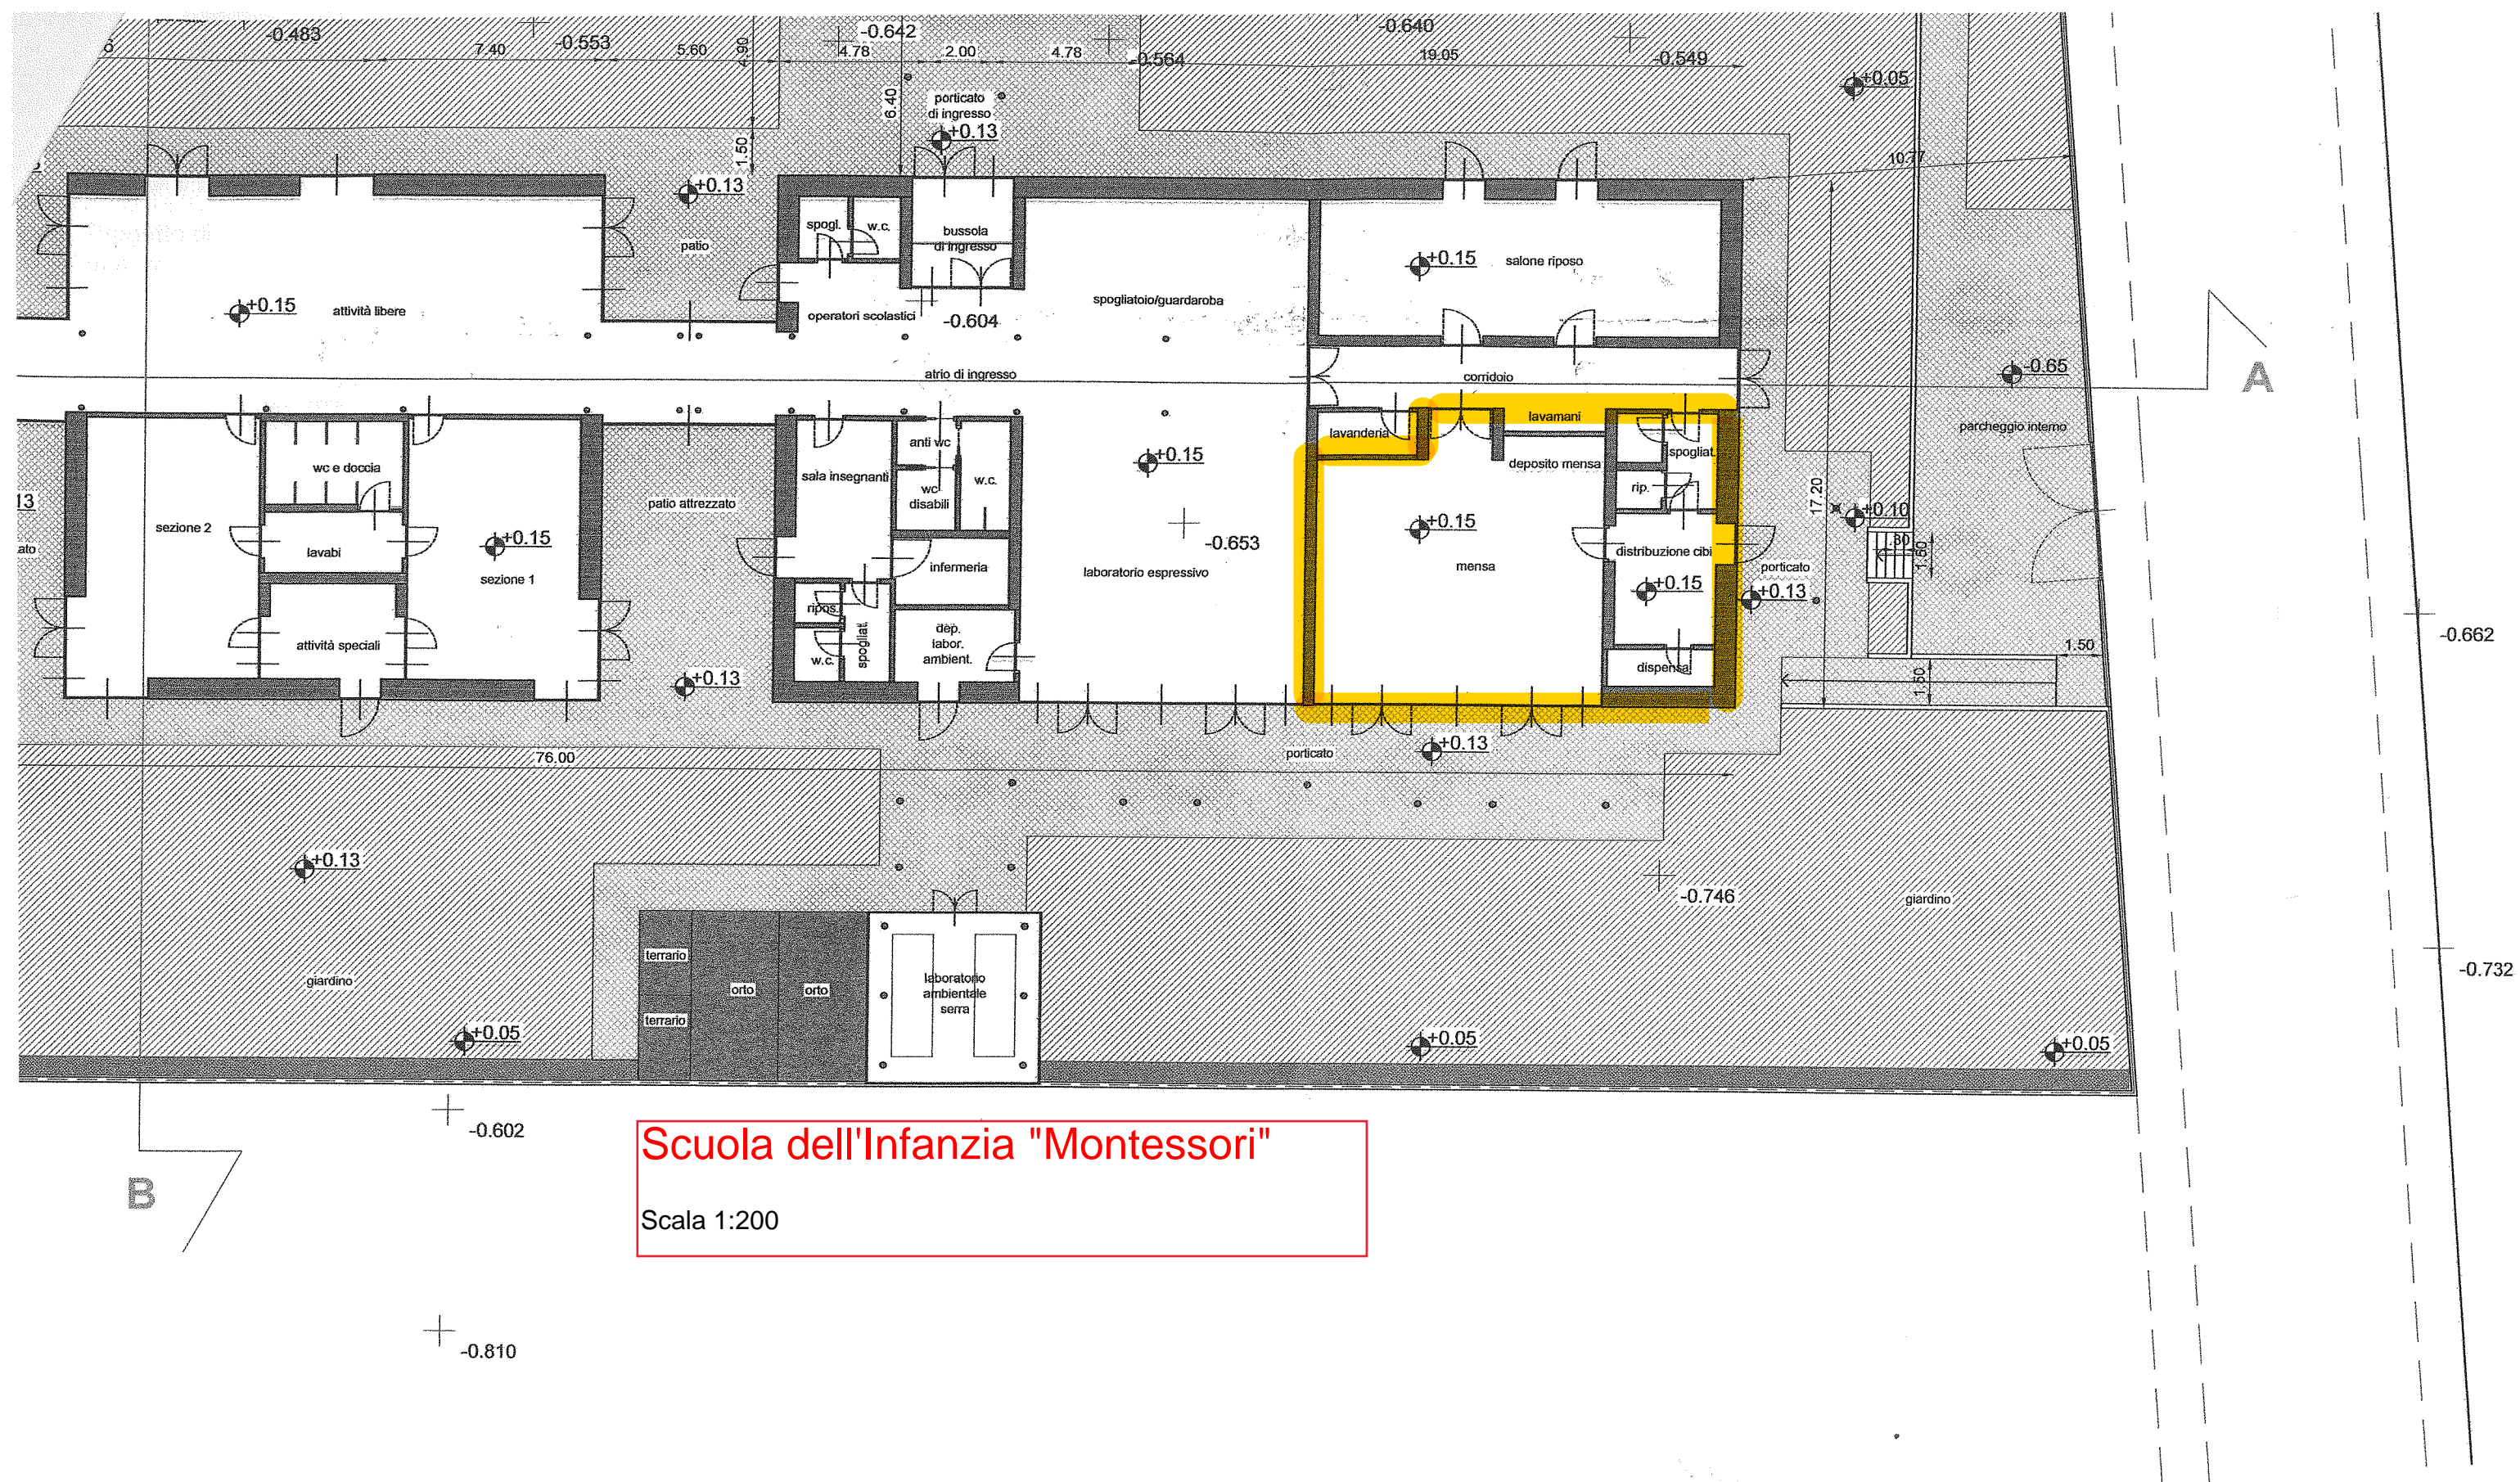 -0.483
7.40
-0.553
5.60
4.90
-0.642
4.78
2.00
4.78
-0.564
-0.640
19.05
-0.549
+0.05
6.40
porticato
di ingresso
+0.13
1.50
10.77
+0.13
spogl.
w.c.
bussola
di ingresso
patio
+0.15
salone riposo
+0.15
attività libere
operatori scolastici
-0.604
spogliatoio/guardaroba
atrio di ingresso
corridoio
-0.65
A
lavamani
lavanderia
anti wc
+0.15
deposito mensa
spogliat.
parcheggio interno
wc e doccia
sala insegnanti
w.c.
wc
disabili
rip.
17.20
13
patio attrezzato
sezione 2
+0.15
+0.10
lavabi
+0.15
-0.653
.30
1.50
distribuzione cibi
sezione 1
infermeria
laboratorio espressivo
mensa
porticato
+0.15
+0.13
ripos.
attività speciali
dep.
labor.
ambient.
spogliat.
w.c.
dispensa
-0.662
1.50
1.50
+0.13
76.00
porticato
+0.13
+0.13
-0.746
giardino
terrario
orto
orto
laboratorio
ambientale
serra
giardino
terrario
-0.732
+0.05
+0.05
+0.05
-0.602
Scuola dell'Infanzia "Montessori"
B
Scala 1:200
-0.810